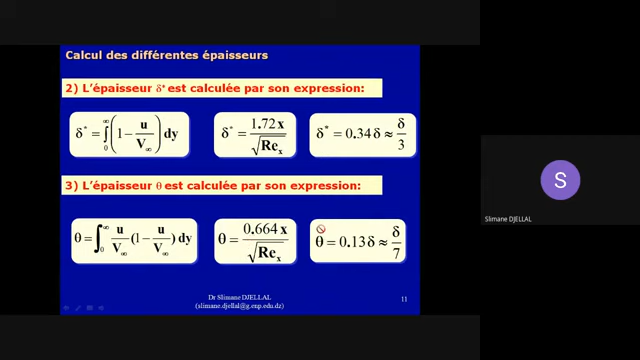 Calcul des différentes épaisseurs
2) L'épaisseur δ* est calculée par son expression:
δ* = ∫₀^∞ (1 − u/V∞) dy
δ* = 1.72 x / √Reₓ
δ* = 0.34 δ ≈ δ/3
3) L'épaisseur θ est calculée par son expression:
θ = ∫₀^∞ u/V∞ (1 − u/V∞) dy
θ = 0.664 x / √Reₓ
θ = 0.13 δ ≈ δ/7
S
Slimane DJELLAL
Dr Slimane DJELLAL
(slimane.djellal@g.enp.edu.dz)
11